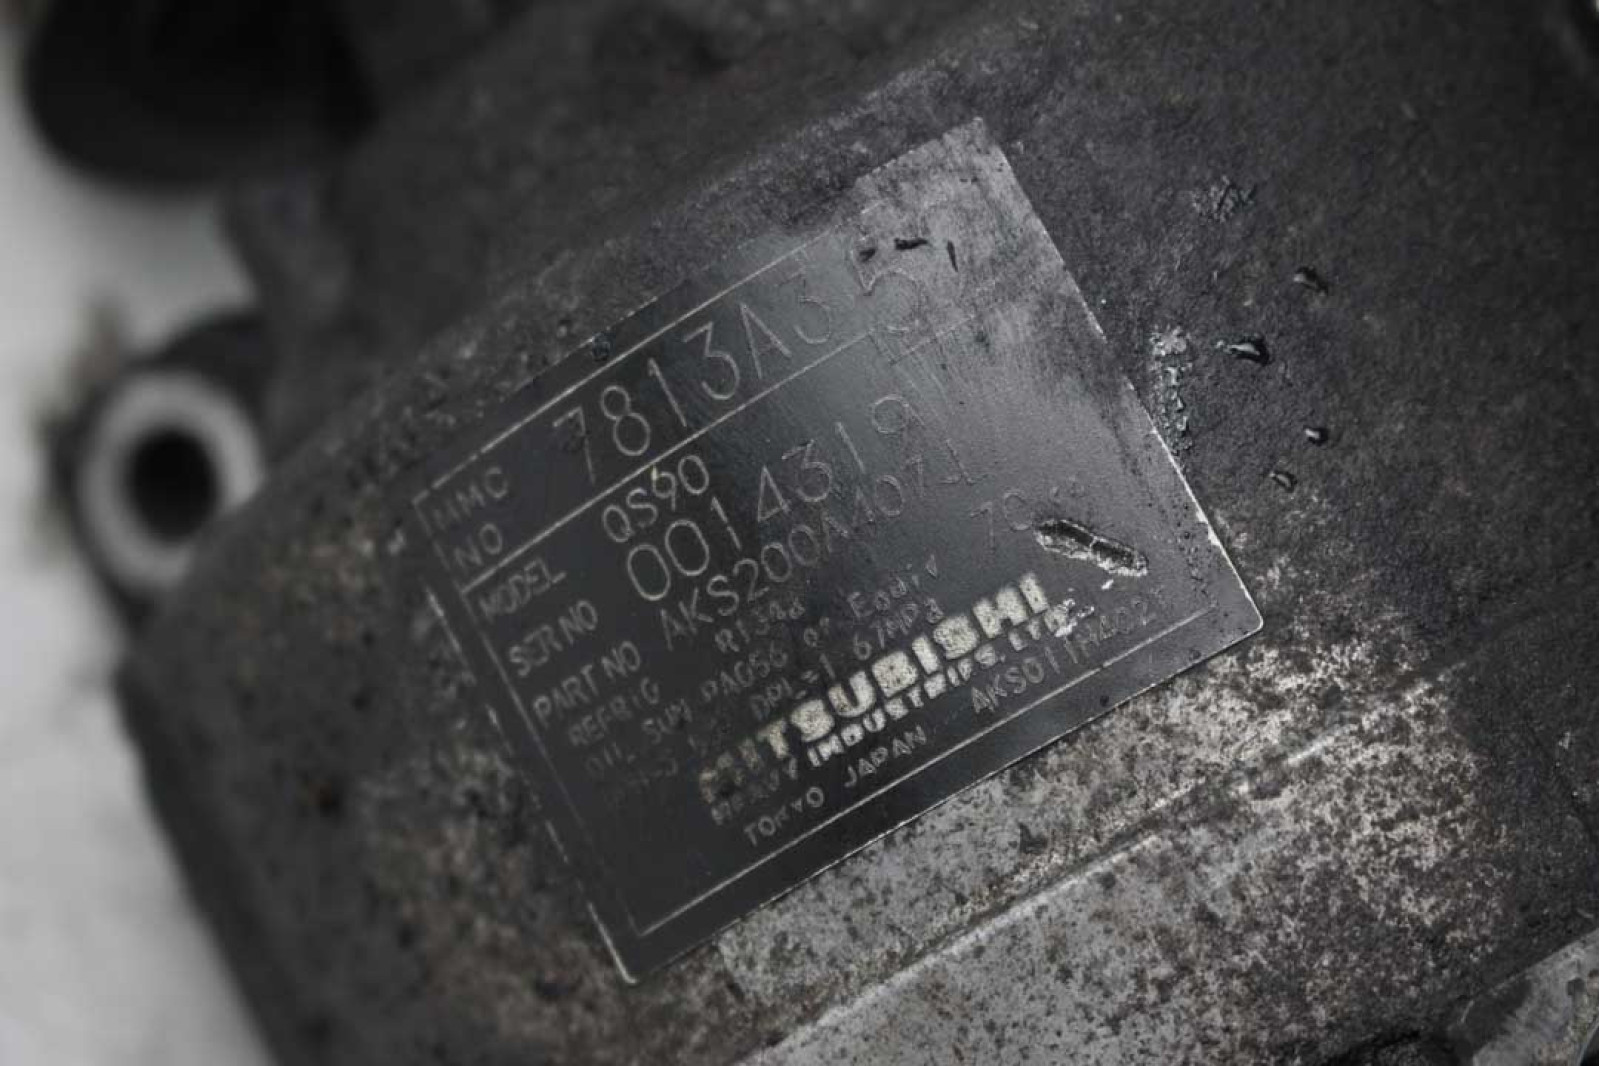 MMC NO 7813A35
MODEL QS90
SER NO 0014319
PART NO AKS200A
REFRIG R134a
OIL SUN PAG56 or Equiv
MITSUBISHI
HEAVY INDUSTRIES, LTD.
TOKYO JAPAN